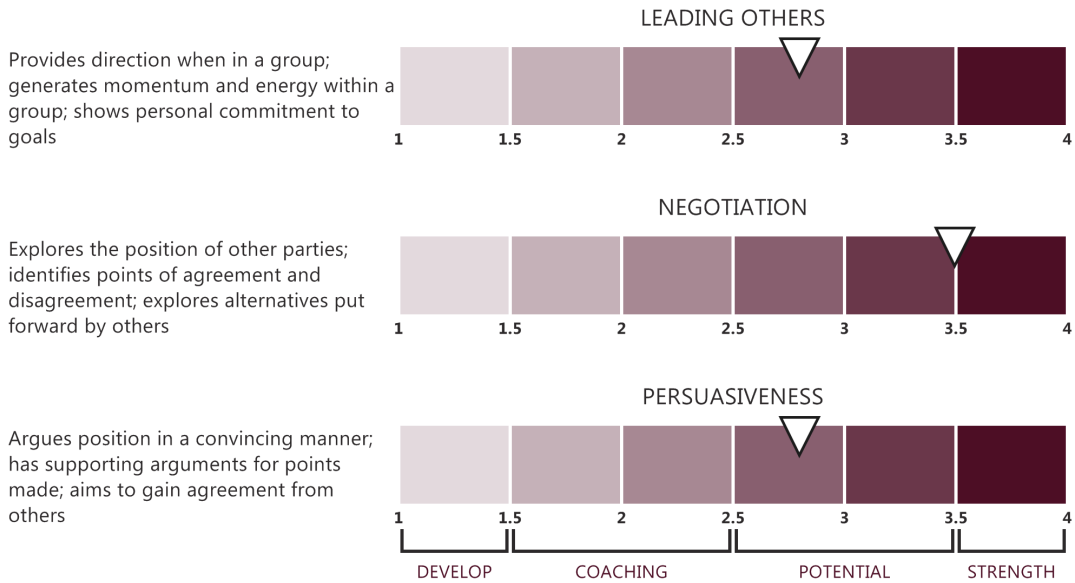 LEADING OTHERS
Provides direction when in a group;
generates momentum and energy within a
group; shows personal commitment to
goals
1 1.5 2 2.5 3 3.5 4
NEGOTIATION
Explores the position of other parties;
identifies points of agreement and
disagreement; explores alternatives put
forward by others
1 1.5 2 2.5 3 3.5 4
PERSUASIVENESS
Argues position in a convincing manner;
has supporting arguments for points
made; aims to gain agreement from
others
1 1.5 2 2.5 3 3.5 4
DEVELOP COACHING POTENTIAL STRENGTH